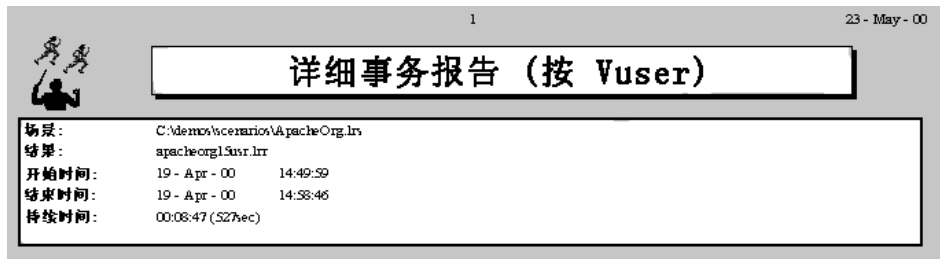 1 23 - May - 00
详细事务报告 (按 Vuser)
场景: C:\demos\scenarios\ApacheOrg.lrs
结果: apacheorg15usr.lrr
开始时间: 19 - Apr - 00 14:49:59
结束时间: 19 - Apr - 00 14:58:46
持续时间: 00:08:47 (527sec)